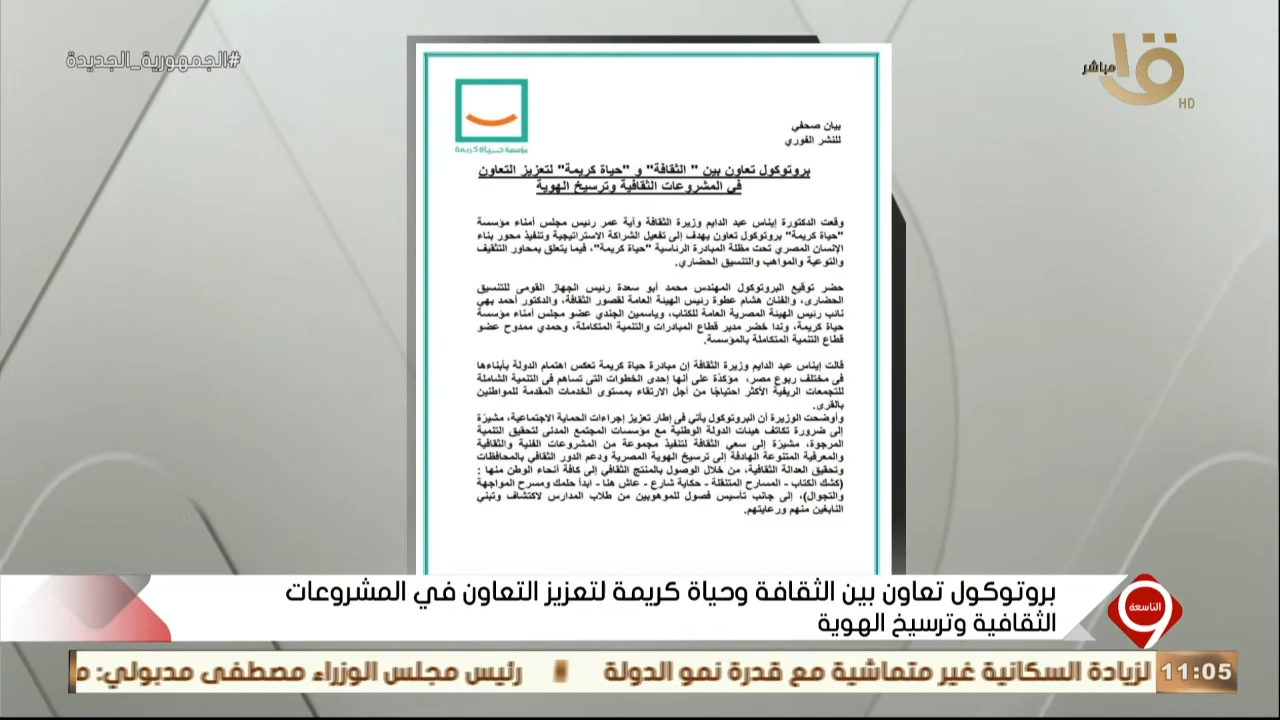 #الجمهورية_الجديدة
مباشر
HD
مؤسسة حياة كريمة
بيان صحفي
للنشر الفوري
بروتوكول تعاون بين " الثقافة" و "حياة كريمة" لتعزيز التعاون
في المشروعات الثقافية وترسيخ الهوية
وقعت الدكتورة إيناس عبد الدايم وزيرة الثقافة وآية عمر رئيس مجلس أمناء مؤسسة
"حياة كريمة" بروتوكول تعاون يهدف إلى تفعيل الشراكة الاستراتيجية وتنفيذ محور بناء
الإنسان المصري تحت مظلة المبادرة الرئاسية "حياة كريمة"، فيما يتعلق بمحاور التثقيف
والتوعية والمواهب والتنسيق الحضاري.
حضر توقيع البروتوكول المهندس محمد أبو سعدة رئيس الجهاز القومى للتنسيق
الحضارى، والفنان هشام عطوة رئيس الهيئة العامة لقصور الثقافة، والدكتور أحمد بهي
نائب رئيس الهيئة المصرية العامة للكتاب، وياسمين الجندي عضو مجلس أمناء مؤسسة
حياة كريمة، وندا خضر مدير قطاع المبادرات والتنمية المتكاملة، وحمدي ممدوح عضو
قطاع التنمية المتكاملة بالمؤسسة.
قالت إيناس عبد الدايم وزيرة الثقافة إن مبادرة حياة كريمة تعكس اهتمام الدولة بأبناءها
فى مختلف ربوع مصر، مؤكدًة على أنها إحدى الخطوات التى تساهم فى التنمية الشاملة
للتجمعات الريفية الأكثر احتياجًا من أجل الارتقاء بمستوى الخدمات المقدمة للمواطنين
بالقرى.
وأوضحت الوزيرة أن البروتوكول يأتي فى إطار تعزيز إجراءات الحماية الاجتماعية، مشيرًة
إلى ضرورة تكاتف هيئات الدولة الوطنية مع مؤسسات المجتمع المدنى لتحقيق التنمية
المرجوة، مشيرًة إلى سعي الثقافة لتنفيذ مجموعة من المشروعات الفنية والثقافية
والمعرفية المتنوعة الهادفة إلى ترسيخ الهوية المصرية ودعم الدور الثقافي بالمحافظات
وتحقيق العدالة الثقافية، من خلال الوصول بالمنتج الثقافي إلى كافة أنحاء الوطن منها :
(كشك الكتاب - المسارح المتنقلة - حكاية شارع - عاش هنا - ابدأ حلمك ومسرح المواجهة
والتجوال)، إلى جانب تأسيس فصول للموهوبين من طلاب المدارس لاكتشاف وتبني
النابغين منهم ورعايتهم.
بروتوكول تعاون بين الثقافة وحياة كريمة لتعزيز التعاون في المشروعات
الثقافية وترسيخ الهوية
التاسعة
9
لزيادة السكانية غير متماشية مع قدرة نمو الدولة
رئيس مجلس الوزراء مصطفى مدبولي: م
11:05